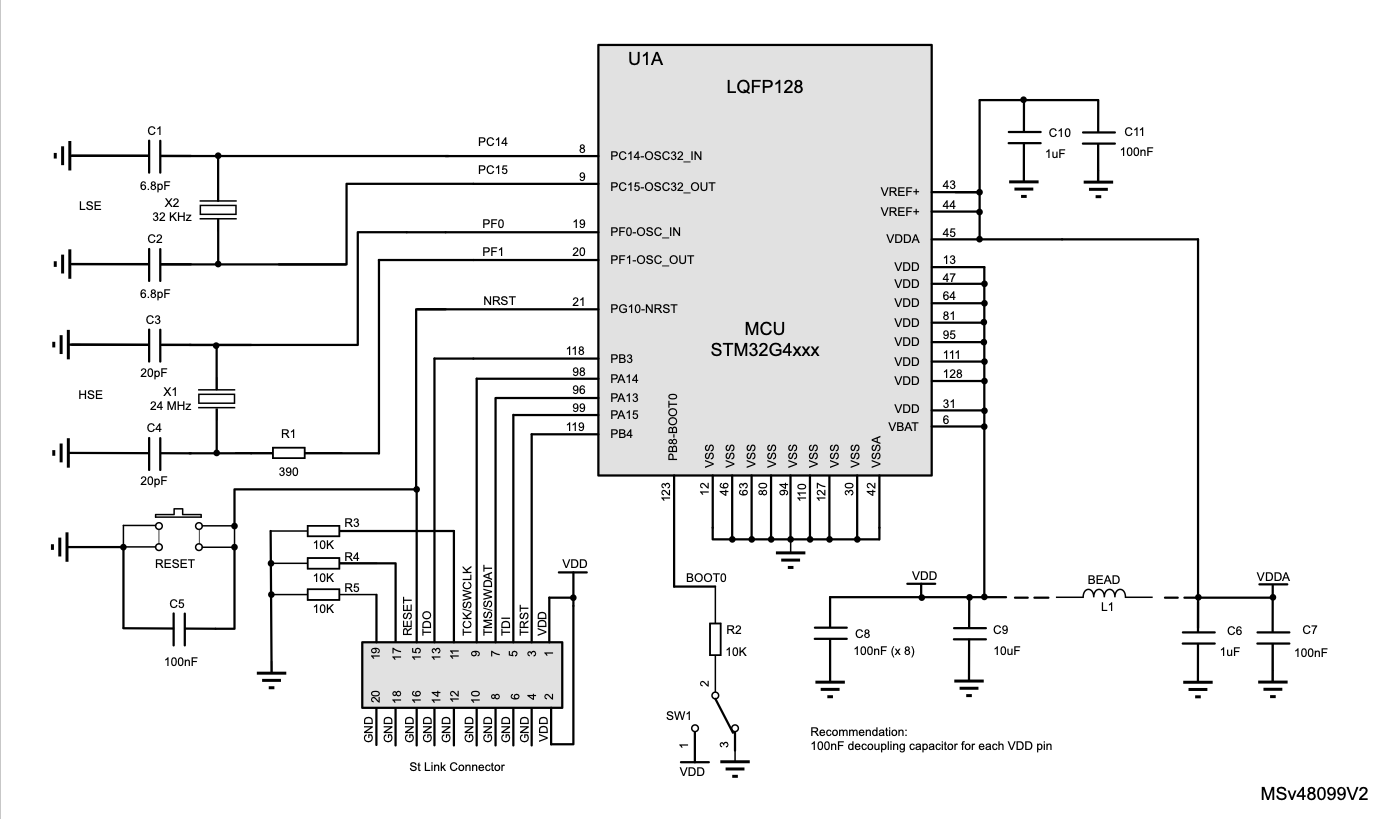 U1A
LQFP128
C1
6.8pF
LSE
X2
32 KHz
C2
6.8pF
C3
20pF
HSE
X1
24 MHz
C4
20pF
R1
390
PC14
8
PC14-OSC32_IN
PC15
9
PC15-OSC32_OUT
PF0
19
PF0-OSC_IN
PF1
20
PF1-OSC_OUT
NRST
21
PG10-NRST
118
PB3
98
PA14
96
PA13
99
PA15
119
PB4
MCU
STM32G4xxx
VREF+
43
VREF+
44
VDDA
45
VDD
13
VDD
47
VDD
64
VDD
81
VDD
95
VDD
111
VDD
128
VDD
31
VBAT
6
C10
1uF
C11
100nF
PB8-BOOT0
VSS
VSS
VSS
VSS
VSS
VSS
VSS
VSS
VSSA
123
12
46
63
80
94
110
127
30
42
RESET
C5
100nF
R3
10K
R4
10K
R5
10K
RESET
TDO
TCK/SWCLK
TMS/SWDAT
TDI
TRST
VDD
VDD
19
17
15
13
11
9
7
5
3
1
20
18
16
14
12
10
8
6
4
2
GND
GND
GND
GND
GND
GND
GND
GND
GND
VDD
St Link Connector
BOOT0
R2
10K
2
SW1
1
3
VDD
VDD
C8
100nF (x 8)
C9
10uF
BEAD
L1
VDDA
C6
1uF
C7
100nF
Recommendation:
100nF decoupling capacitor for each VDD pin
MSv48099V2